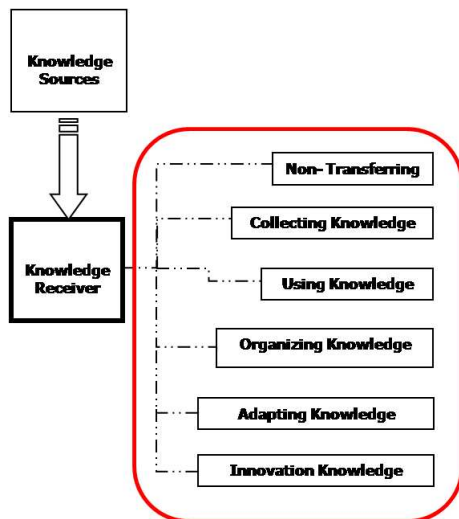 Knowledge
Sources
Non- Transferring
Collecting Knowledge
Knowledge
Receiver
Using Knowledge
Organizing Knowledge
Adapting Knowledge
Innovation Knowledge